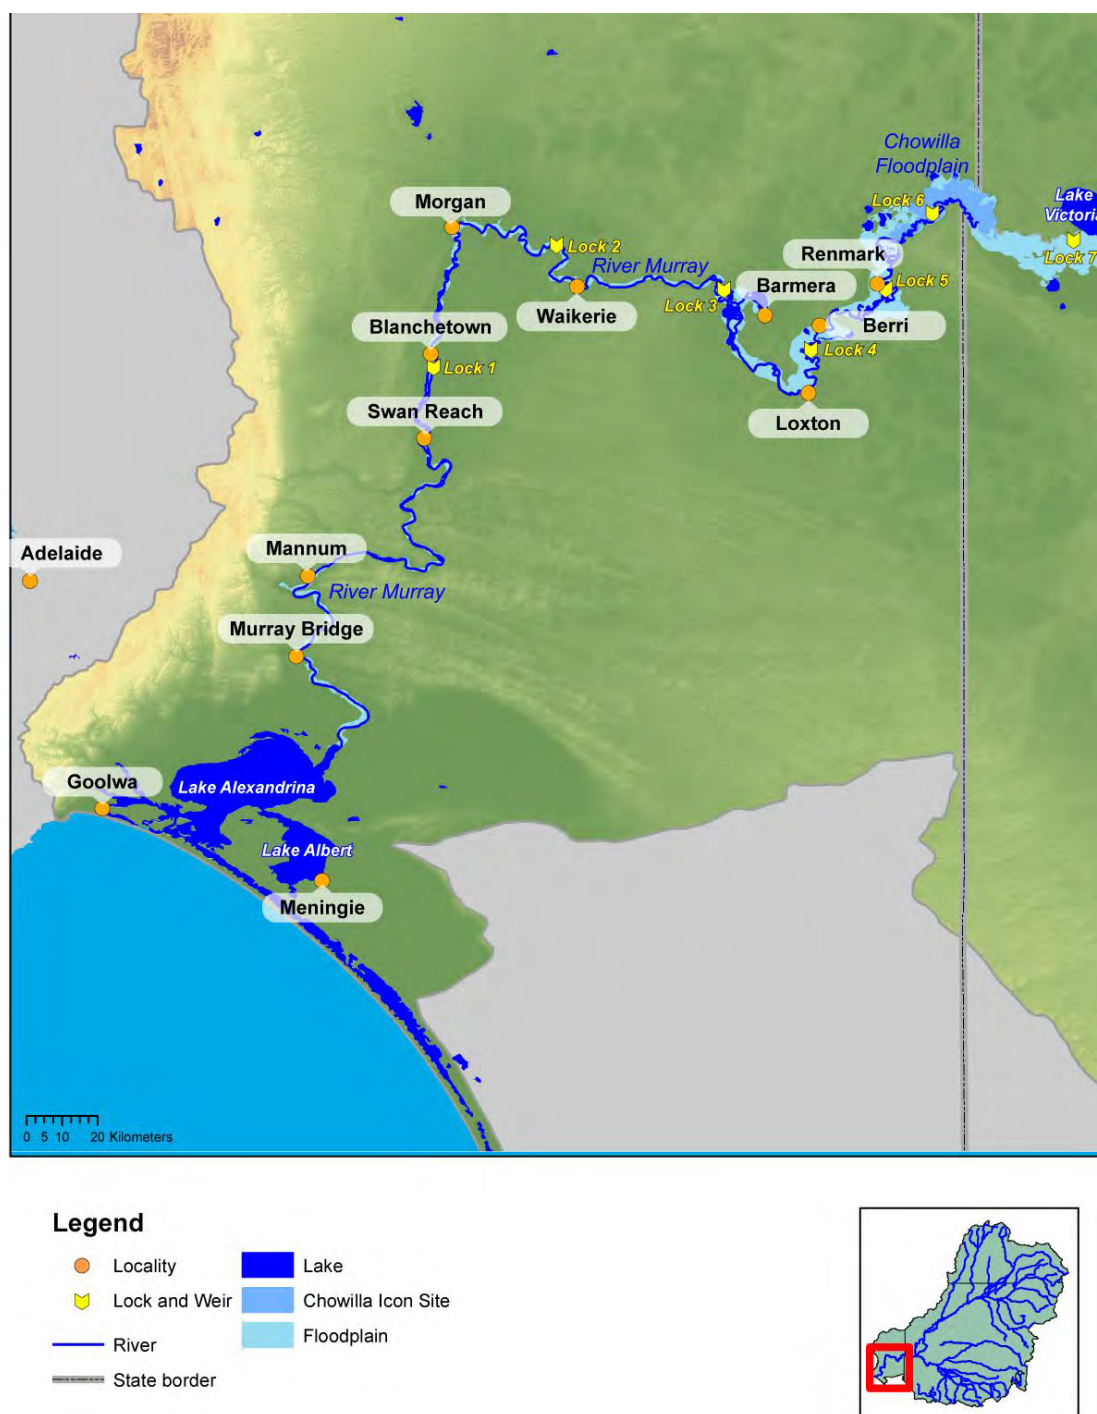 Chowilla
Floodplain
Lock 6
Lake
Victoria
Lock 7
Morgan
Lock 2
River Murray
Renmark
Lock 5
Lock 3
Barmera
Waikerie
Berri
Blanchetown
Lock 1
Lock 4
Swan Reach
Loxton
Adelaide
Mannum
River Murray
Murray Bridge
Goolwa
Lake Alexandrina
Lake Albert
Meningie
0 5 10 20 Kilometers
Legend
Locality
Lock and Weir
River
State border
Lake
Chowilla Icon Site
Floodplain